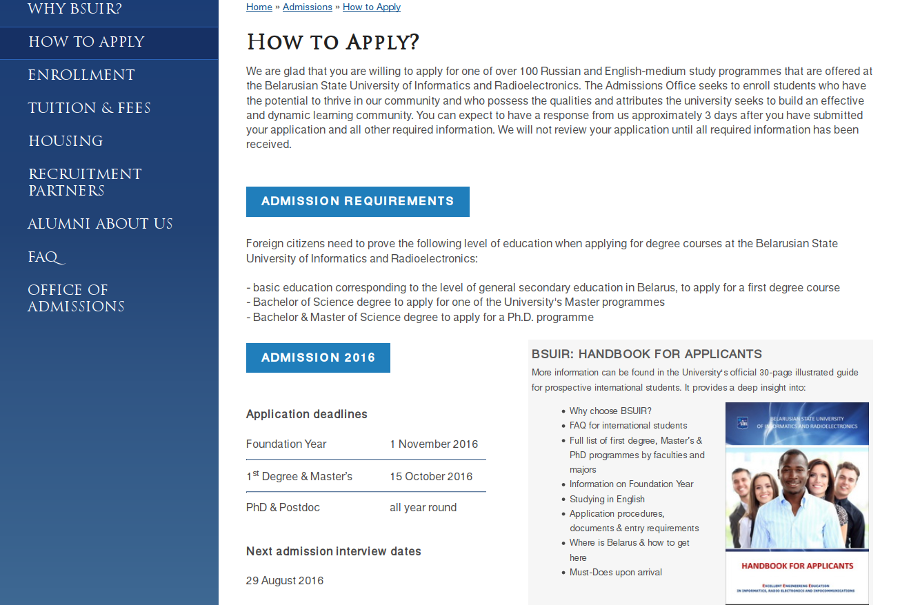 WHY BSUIR?
HOW TO APPLY
ENROLLMENT
TUITION & FEES
HOUSING
RECRUITMENT
PARTNERS
ALUMNI ABOUT US
FAQ
OFFICE OF
ADMISSIONS
Home » Admissions » How to Apply
HOW TO APPLY?
We are glad that you are willing to apply for one of over 100 Russian and English-medium study programmes that are offered at
the Belarusian State University of Informatics and Radioelectronics. The Admissions Office seeks to enroll students who have
the potential to thrive in our community and who possess the qualities and attributes the university seeks to build an effective
and dynamic learning community. You can expect to have a response from us approximately 3 days after you have submitted
your application and all other required information. We will not review your application until all required information has been
received.
ADMISSION REQUIREMENTS
Foreign citizens need to prove the following level of education when applying for degree courses at the Belarusian State
University of Informatics and Radioelectronics:
- basic education corresponding to the level of general secondary education in Belarus, to apply for a first degree course
- Bachelor of Science degree to apply for one of the University's Master programmes
- Bachelor & Master of Science degree to apply for a Ph.D. programme
ADMISSION 2016
Application deadlines
Foundation Year 1 November 2016
1st Degree & Master's 15 October 2016
PhD & Postdoc all year round
Next admission interview dates
29 August 2016
BSUIR: HANDBOOK FOR APPLICANTS
More information can be found in the University's official 30-page illustrated guide
for prospective international students. It provides a deep insight into:
• Why choose BSUIR?
• FAQ for international students
• Full list of first degree, Master's &
PhD programmes by faculties and
majors
• Information on Foundation Year
• Studying in English
• Application procedures,
documents & entry requirements
• Where is Belarus & how to get
here
• Must-Does upon arrival
BELARUSIAN STATE UNIVERSITY
OF INFORMATICS AND RADIOELECTRONICS
HANDBOOK FOR APPLICANTS
EXCELLENT ENGINEERING EDUCATION
IN INFORMATICS, RADIO ELECTRONICS AND INFOCOMMUNICATIONS